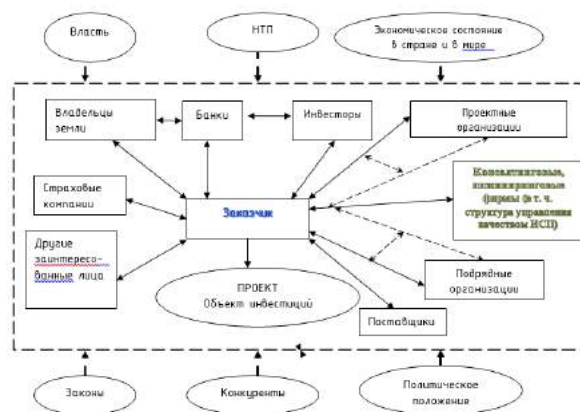 Власть
НТП
Экономическое состояние
в стране и в мире
Владельцы
земли
Банки
Инвесторы
Проектные
организации
Страховые
компании
Заказчик
Консалтинговые,
инжиниринговые
фирмы (в т. ч.
структура управления
качеством ИСП)
Другие
заинтересо-
ванные лица
ПРОЕКТ
Объект инвестиций
Подрядные
организации
Поставщики
Законы
Конкуренты
Политическое
положение